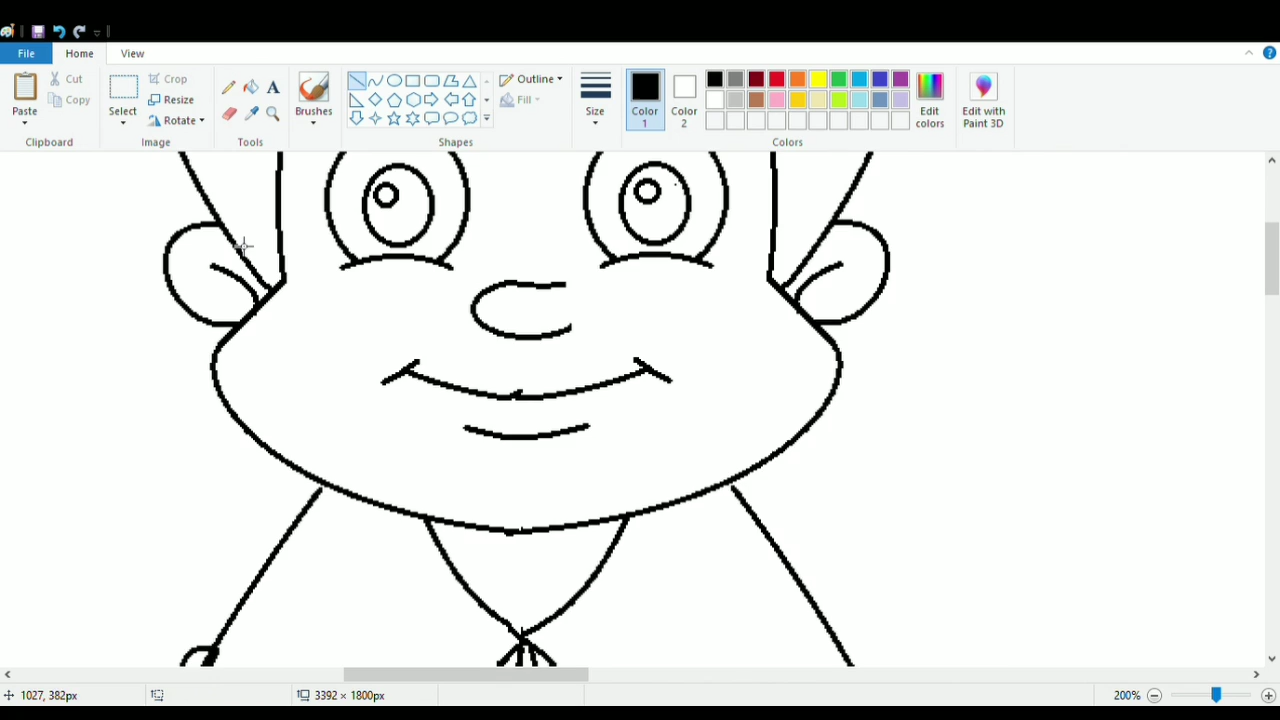 File Home View
Paste
Cut
Copy
Clipboard
Select
Crop
Resize
Rotate
Image
A
Tools
Brushes
Shapes
Outline
Fill
Size
Color
1
Color
2
Edit
colors
Colors
Edit with
Paint 3D
1027, 382px
3392 × 1800px
200%